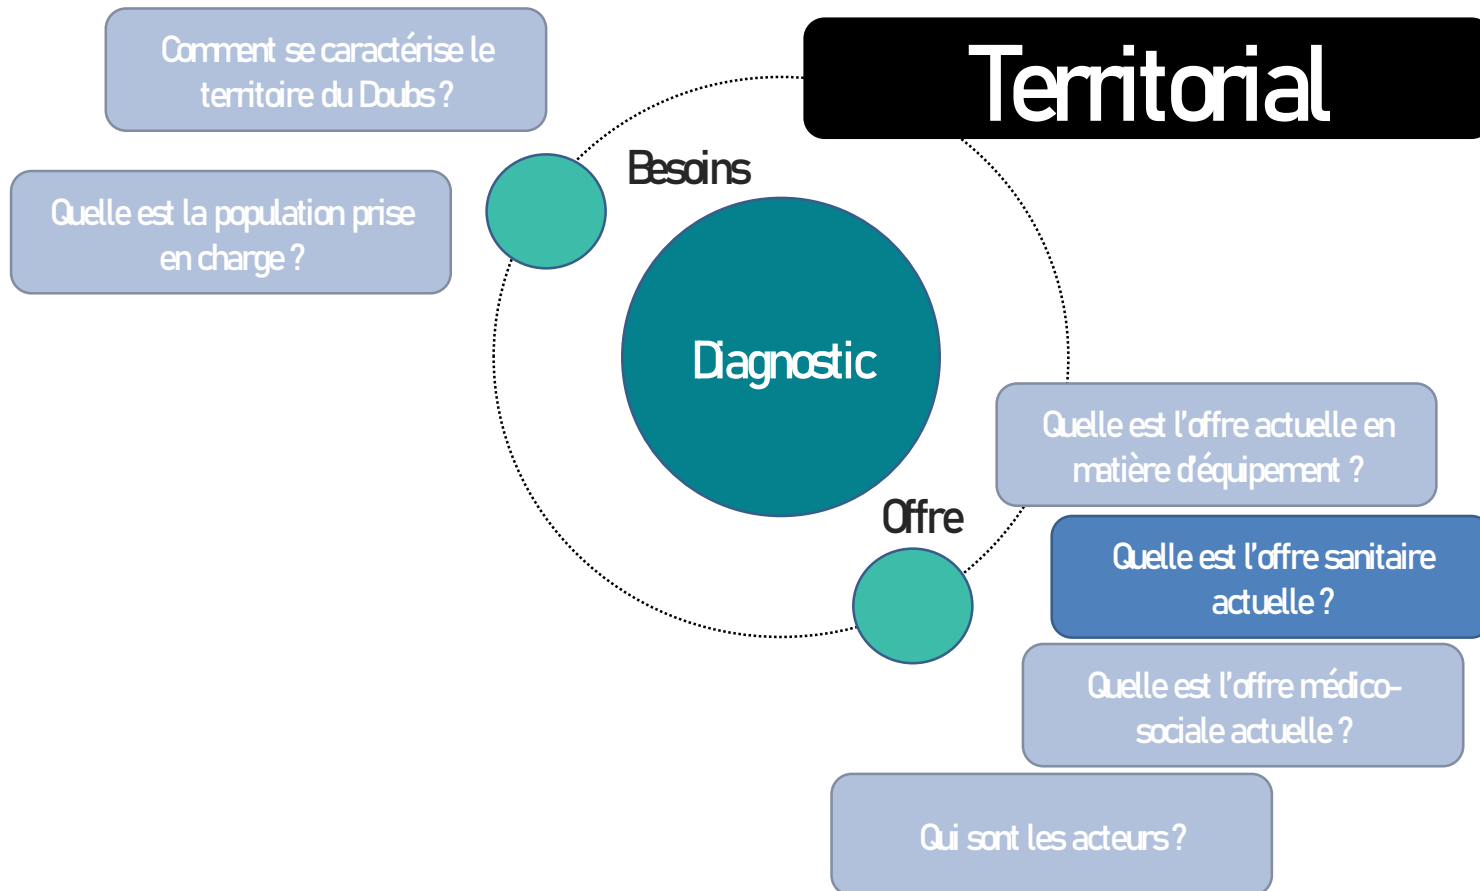 Territorial
Comment se caractérise le
territoire du Doubs ?
Besoins
Quelle est la population prise
en charge ?
Diagnostic
Quelle est l'offre actuelle en
matière d'équipement ?
Offre
Quelle est l'offre sanitaire
actuelle ?
Quelle est l'offre médico-
sociale actuelle ?
Qui sont les acteurs ?